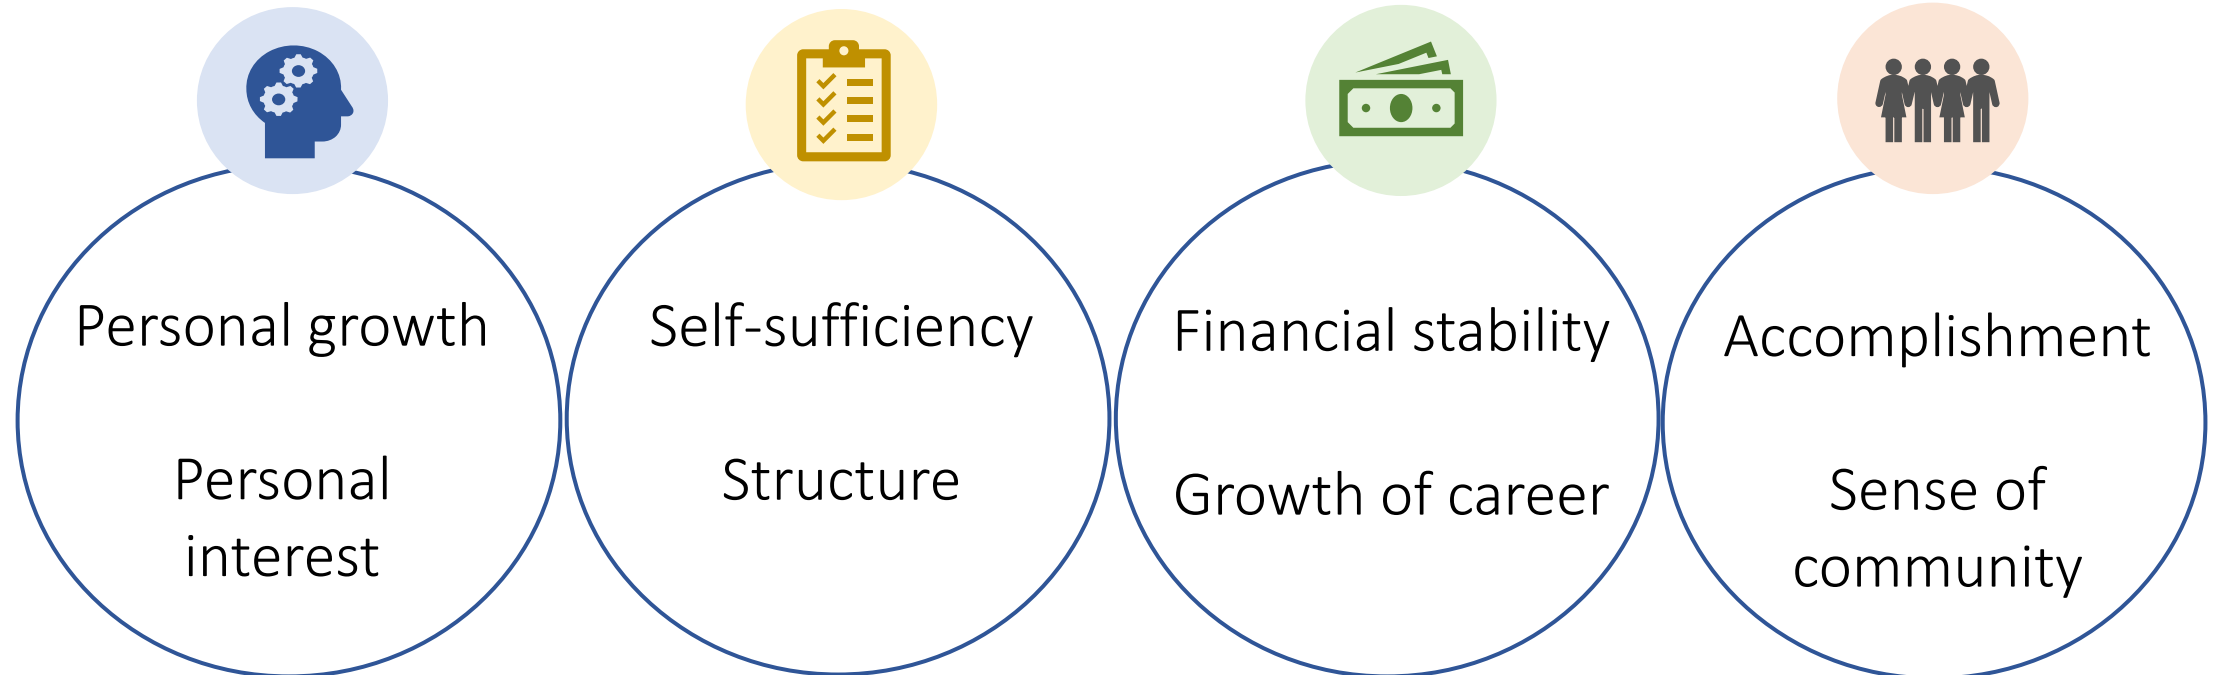 Personal growth
Personal
interest
Self-sufficiency
Structure
Financial stability
Growth of career
Accomplishment
Sense of
community